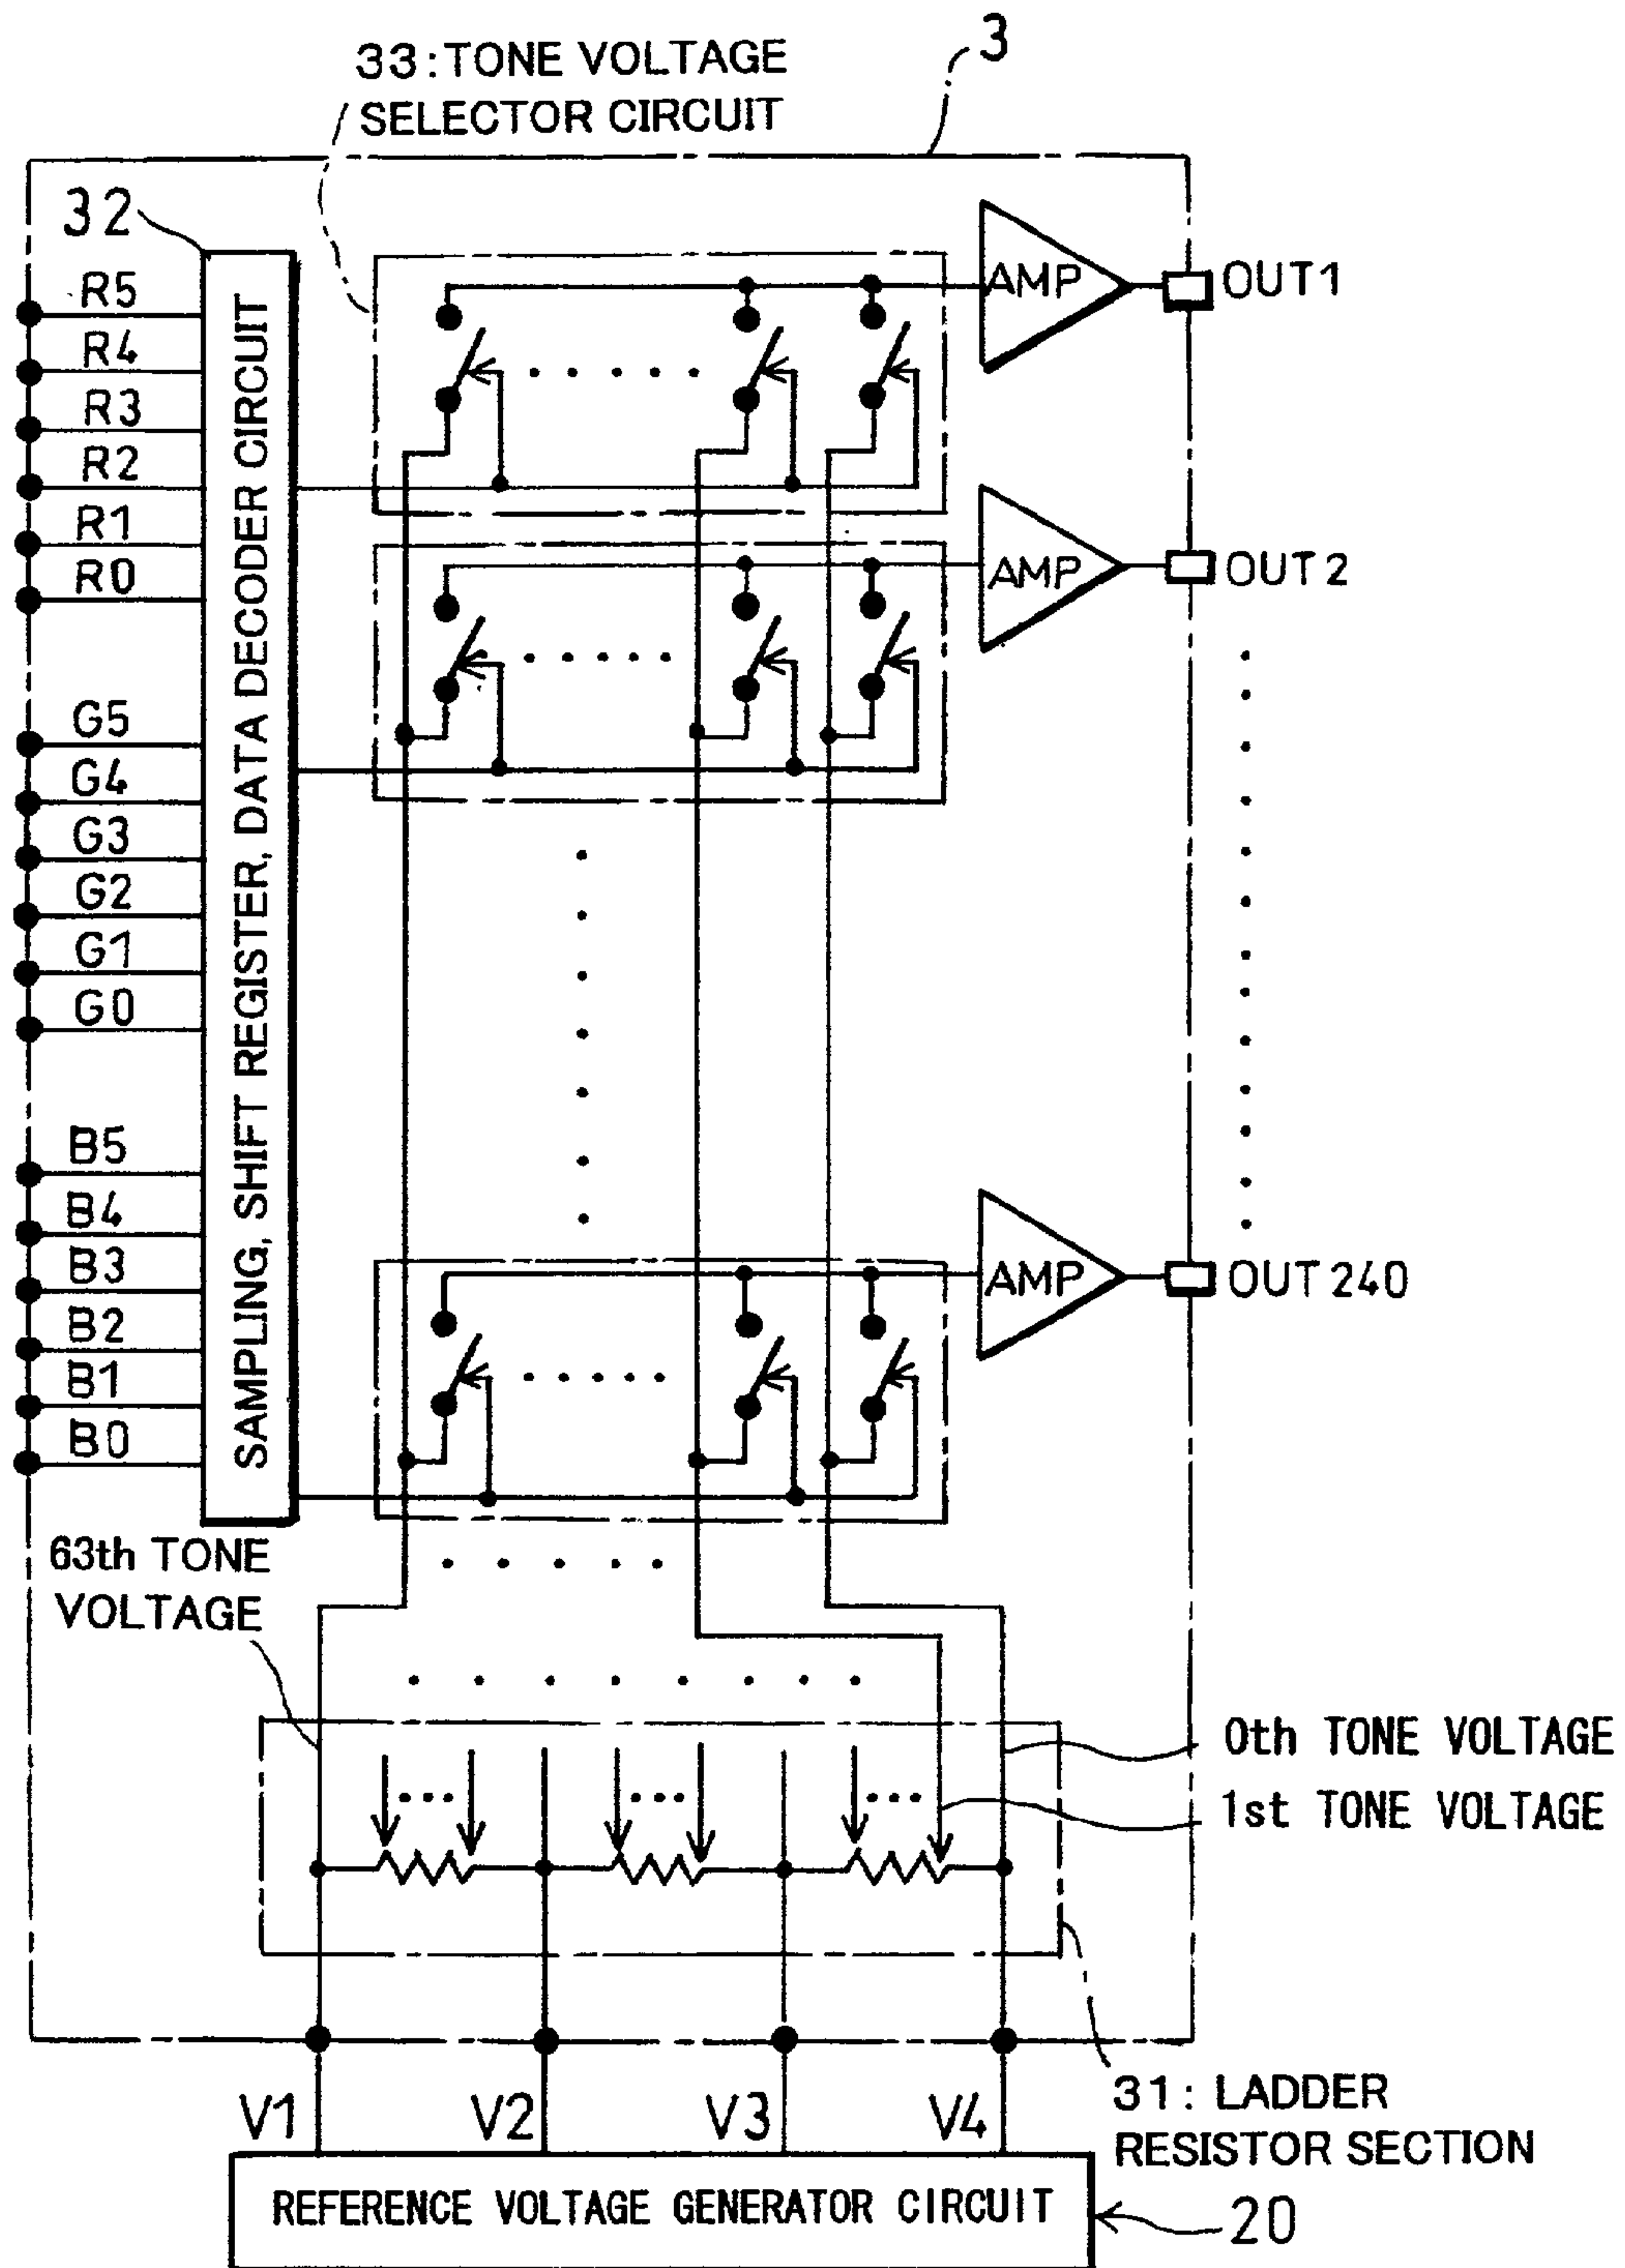 3
33:TONE VOLTAGE
SELECTOR CIRCUIT
32
R5
R4
R3
R2
R1
R0
G5
G4
G3
G2
G1
G0
B5
B4
B3
B2
B1
B0
SAMPLING, SHIFT REGISTER, DATA DECODER CIRCUIT
AMP
OUT1
AMP
OUT2
AMP
OUT240
63th TONE
VOLTAGE
0th TONE VOLTAGE
1st TONE VOLTAGE
31: LADDER
RESISTOR SECTION
V1
V2
V3
V4
REFERENCE VOLTAGE GENERATOR CIRCUIT
20